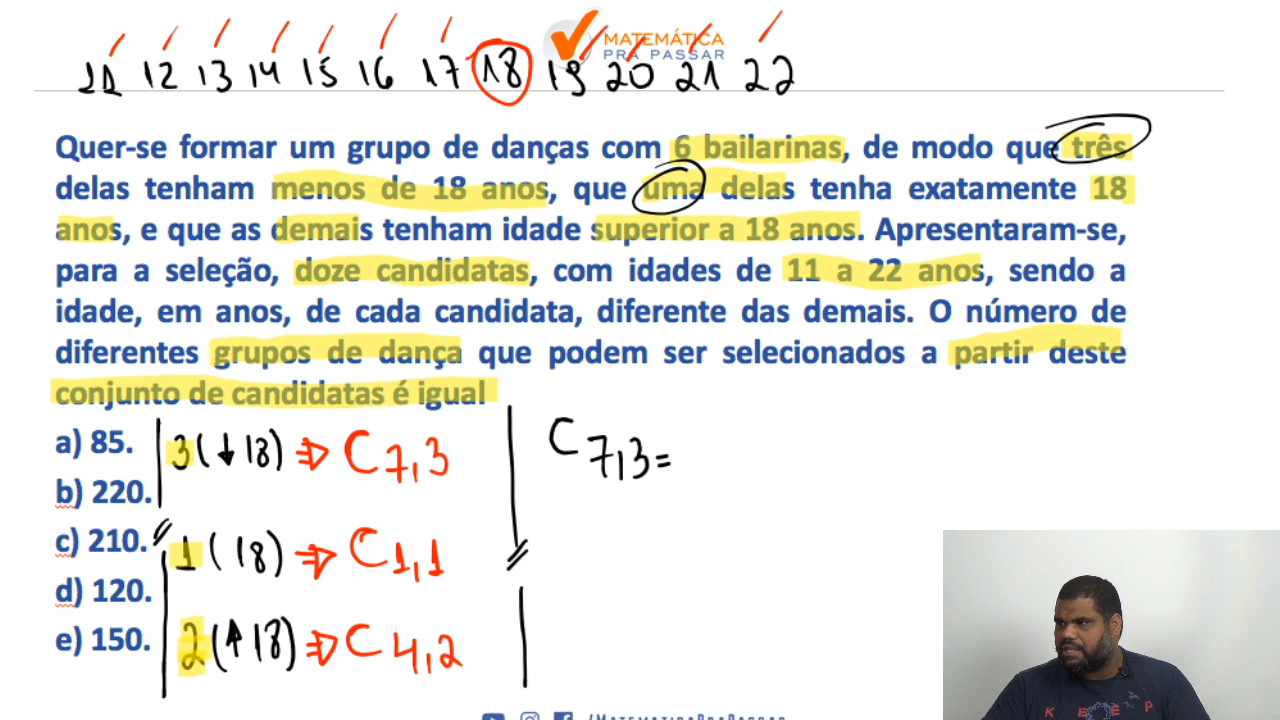 MATEMÁTICA
PRA PASSAR
11 12 13 14 15 16 17 18 19 20 21 22
Quer-se formar um grupo de danças com 6 bailarinas, de modo que três
delas tenham menos de 18 anos, que uma delas tenha exatamente 18
anos, e que as demais tenham idade superior a 18 anos. Apresentaram-se,
para a seleção, doze candidatas, com idades de 11 a 22 anos, sendo a
idade, em anos, de cada candidata, diferente das demais. O número de
diferentes grupos de dança que podem ser selecionados a partir deste
conjunto de candidatas é igual
a) 85.
b) 220.
c) 210.
d) 120.
e) 150.
3(↓18) ⇒ C7,3
1(18) ⇒ C1,1
2(↑18) ⇒ C4,2
C7,3=
/MATEMATICAPRAPASSAR
K E E P